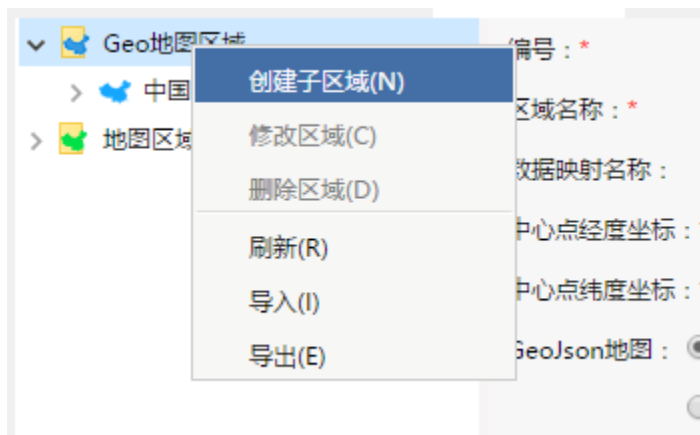 Geo地图区域
中国
地图区域
创建子区域(N)
修改区域(C)
删除区域(D)
刷新(R)
导入(I)
导出(E)
编号：*
区域名称：*
数据映射名称：
中心点经度坐标：
中心点纬度坐标：
GeoJson地图：